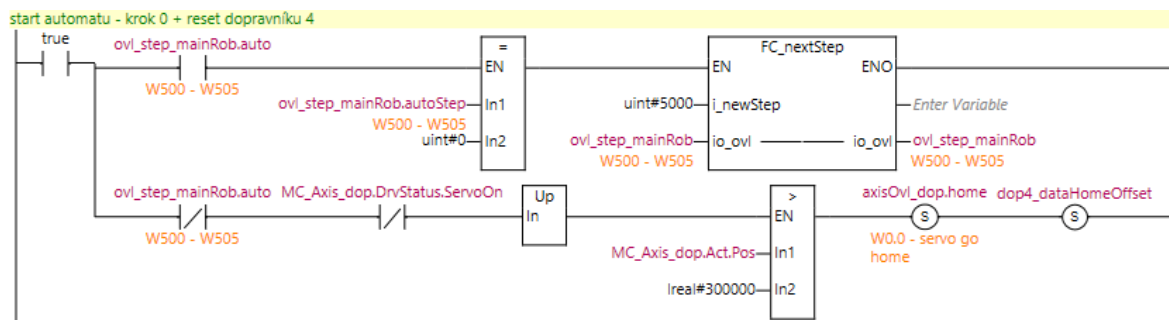 start automatu - krok 0 + reset dopravníku 4
true
ovl_step_mainRob.auto
W500 - W505
=
EN
ovl_step_mainRob.autoStep
In1
W500 - W505
uint#0
In2
FC_nextStep
EN
ENO
uint#5000
i_newStep
Enter Variable
ovl_step_mainRob
io_ovl
io_ovl
ovl_step_mainRob
W500 - W505
W500 - W505
ovl_step_mainRob.auto
W500 - W505
MC_Axis_dop.DrvStatus.ServoOn
Up
In
>
EN
MC_Axis_dop.Act.Pos
In1
lreal#300000
In2
axisOvl_dop.home
S
W0.0 - servo go
home
dop4_dataHomeOffset
S